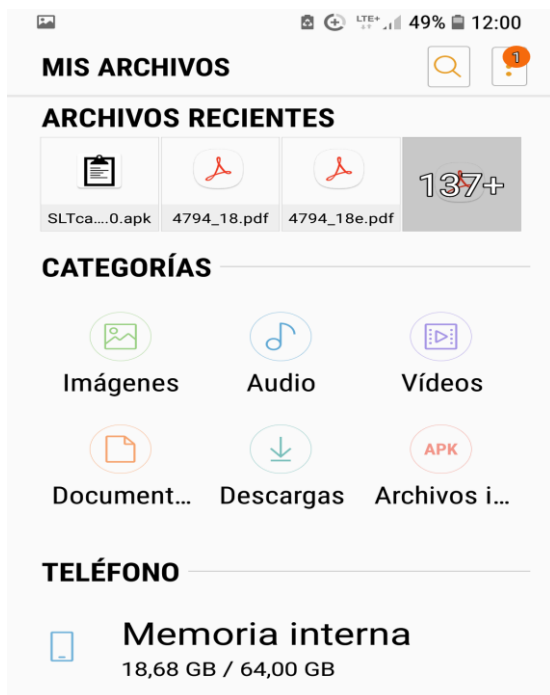 LTE+ 49% 12:00
MIS ARCHIVOS
1
ARCHIVOS RECIENTES
137+
SLTca....0.apk 4794_18.pdf 4794_18e.pdf
CATEGORÍAS
Imágenes Audio Vídeos
APK
Document... Descargas Archivos i...
TELÉFONO
Memoria interna
18,68 GB / 64,00 GB